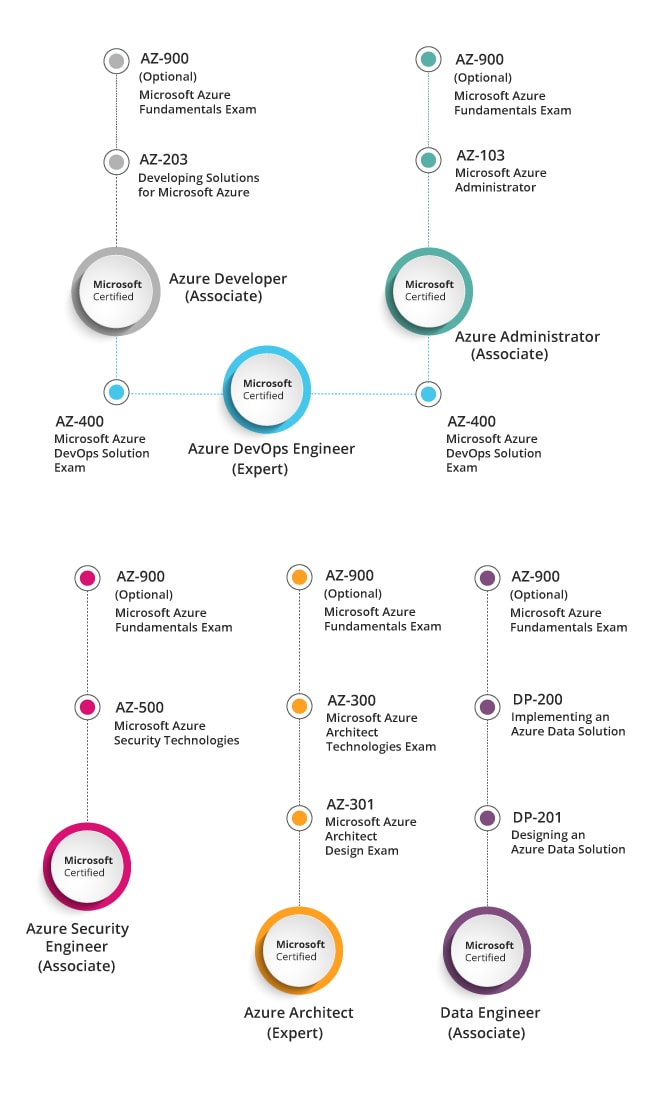 AZ-900
(Optional)
Microsoft Azure
Fundamentals Exam
AZ-203
Developing Solutions
for Microsoft Azure
Microsoft
Certified
Azure Developer
(Associate)
AZ-900
(Optional)
Microsoft Azure
Fundamentals Exam
AZ-103
Microsoft Azure
Administrator
Microsoft
Certified
Azure Administrator
(Associate)
AZ-400
Microsoft Azure
DevOps Solution
Exam
Microsoft
Certified
Azure DevOps Engineer
(Expert)
AZ-400
Microsoft Azure
DevOps Solution
Exam
AZ-900
(Optional)
Microsoft Azure
Fundamentals Exam
AZ-500
Microsoft Azure
Security Technologies
Microsoft
Certified
Azure Security
Engineer
(Associate)
AZ-900
(Optional)
Microsoft Azure
Fundamentals Exam
AZ-300
Microsoft Azure
Architect
Technologies Exam
AZ-301
Microsoft Azure
Architect
Design Exam
Microsoft
Certified
Azure Architect
(Expert)
AZ-900
(Optional)
Microsoft Azure
Fundamentals Exam
DP-200
Implementing an
Azure Data Solution
DP-201
Designing an
Azure Data Solution
Microsoft
Certified
Data Engineer
(Associate)